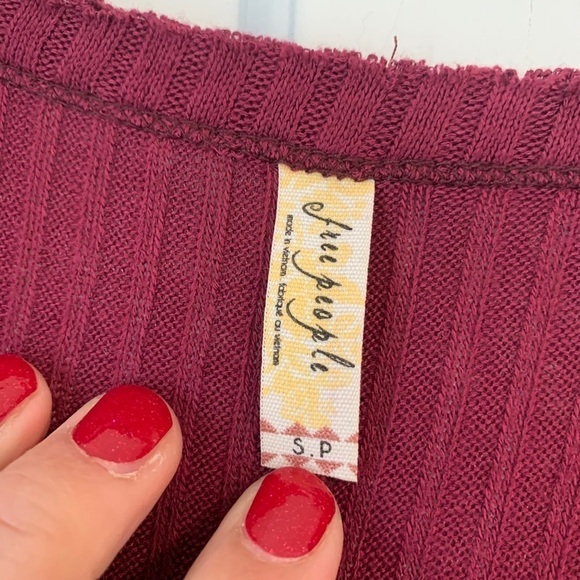 free people
made in vietnam . fabriqué au vietnam
S.P